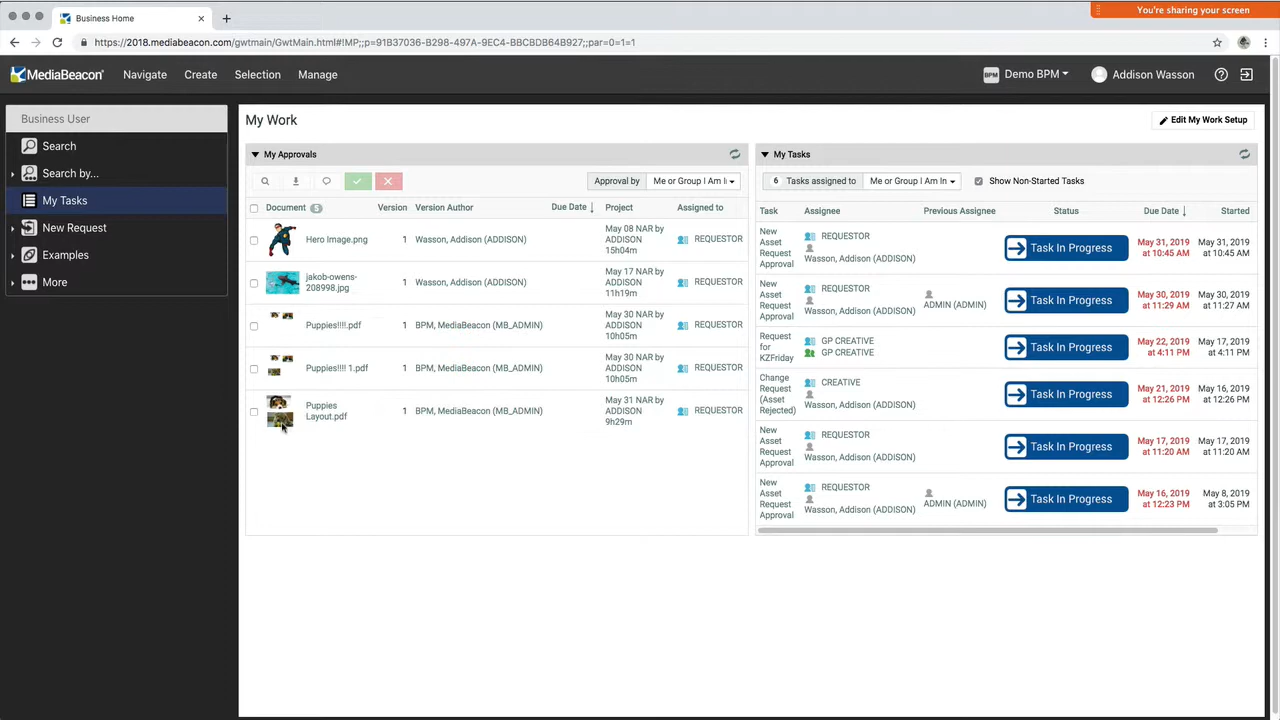 Business Home
You're sharing your screen
https://2018.mediabeacon.com/gwtmain/GwtMain.html#!MP;;p=91B37036-B298-497A-9EC4-BBCBDB64B927;;par=0=1=1
MediaBeacon
Navigate
Create
Selection
Manage
BPM
Demo BPM
Addison Wasson
Business User
Search
Search by...
My Tasks
New Request
Examples
More
My Work
Edit My Work Setup
My Approvals
Approval by
Me or Group I Am In
Document 5
Version
Version Author
Due Date
Project
Assigned to
Hero Image.png
1
Wasson, Addison (ADDISON)
May 08 NAR by
ADDISON
15h04m
REQUESTOR
jakob-owens-
208998.jpg
1
Wasson, Addison (ADDISON)
May 17 NAR by
ADDISON
11h19m
REQUESTOR
Puppies!!!!.pdf
1
BPM, MediaBeacon (MB_ADMIN)
May 30 NAR by
ADDISON
10h05m
REQUESTOR
Puppies!!!! 1.pdf
1
BPM, MediaBeacon (MB_ADMIN)
May 30 NAR by
ADDISON
10h05m
REQUESTOR
Puppies
Layout.pdf
1
BPM, MediaBeacon (MB_ADMIN)
May 31 NAR by
ADDISON
9h29m
REQUESTOR
My Tasks
6 Tasks assigned to
Me or Group I Am In
Show Non-Started Tasks
Task
Assignee
Previous Assignee
Status
Due Date
Started
New
Asset
Request
Approval
REQUESTOR
Wasson, Addison (ADDISON)
Task In Progress
May 31, 2019
at 10:45 AM
May 31, 2019
at 10:45 AM
New
Asset
Request
Approval
REQUESTOR
Wasson, Addison (ADDISON)
ADMIN (ADMIN)
Task In Progress
May 30, 2019
at 11:29 AM
May 30, 2019
at 11:27 AM
Request
for
KZFriday
GP CREATIVE
GP CREATIVE
Task In Progress
May 22, 2019
at 4:11 PM
May 17, 2019
at 4:11 PM
Change
Request
(Asset
Rejected)
CREATIVE
Wasson, Addison (ADDISON)
Task In Progress
May 21, 2019
at 12:26 PM
May 16, 2019
at 12:26 PM
New
Asset
Request
Approval
REQUESTOR
Wasson, Addison (ADDISON)
Task In Progress
May 17, 2019
at 11:20 AM
May 17, 2019
at 11:20 AM
New
Asset
Request
Approval
REQUESTOR
Wasson, Addison (ADDISON)
ADMIN (ADMIN)
Task In Progress
May 16, 2019
at 12:23 PM
May 8, 2019
at 3:05 PM